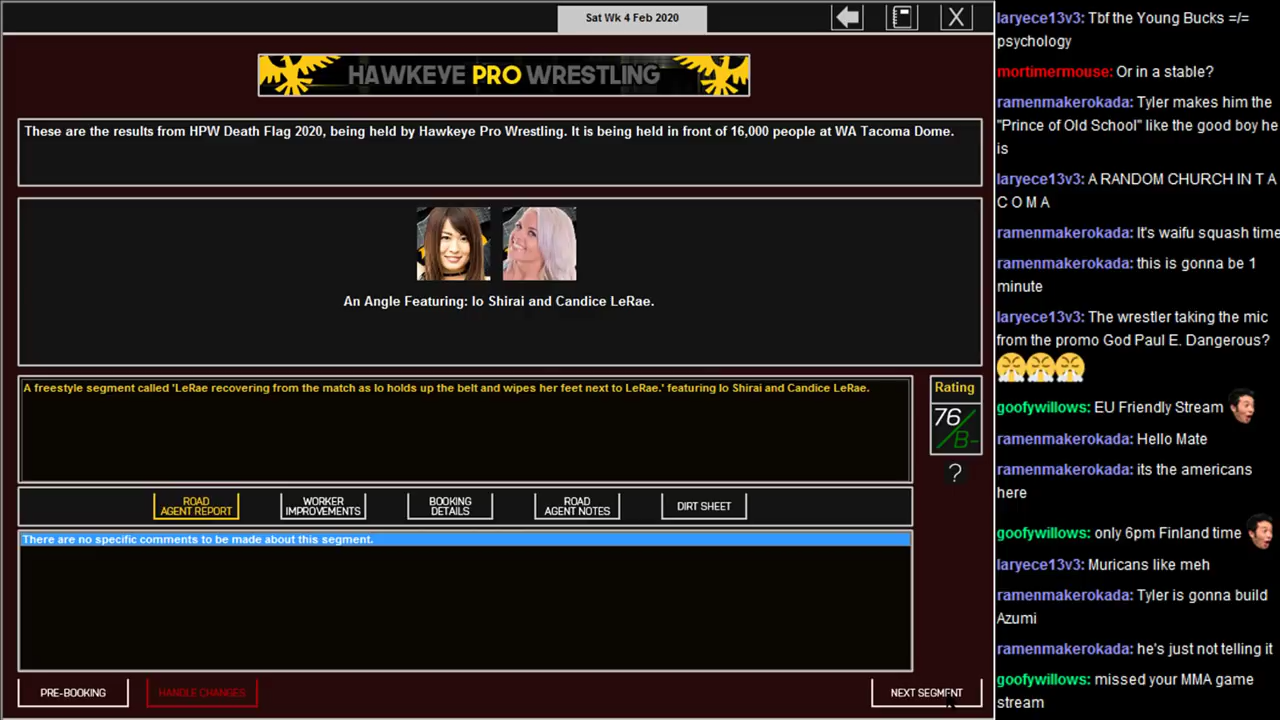 Sat Wk 4 Feb 2020
HAWKEYE PRO WRESTLING
These are the results from HPW Death Flag 2020, being held by Hawkeye Pro Wrestling. It is being held in front of 16,000 people at WA Tacoma Dome.
An Angle Featuring: Io Shirai and Candice LeRae.
A freestyle segment called 'LeRae recovering from the match as Io holds up the belt and wipes her feet next to LeRae.' featuring Io Shirai and Candice LeRae.
Rating
76
B-
?
ROAD
AGENT REPORT
WORKER
IMPROVEMENTS
BOOKING
DETAILS
ROAD
AGENT NOTES
DIRT SHEET
There are no specific comments to be made about this segment.
PRE-BOOKING
HANDLE CHANGES
NEXT SEGMENT
laryece13v3: Tbf the Young Bucks =/=
psychology
mortimermouse: Or in a stable?
ramenmakerokada: Tyler makes him the
"Prince of Old School" like the good boy he
is
laryece13v3: A RANDOM CHURCH IN T A
C O M A
ramenmakerokada: It's waifu squash time
ramenmakerokada: this is gonna be 1
minute
laryece13v3: The wrestler taking the mic
from the promo God Paul E. Dangerous?
goofywillows: EU Friendly Stream
ramenmakerokada: Hello Mate
ramenmakerokada: its the americans
here
goofywillows: only 6pm Finland time
laryece13v3: Muricans like meh
ramenmakerokada: Tyler is gonna build
Azumi
ramenmakerokada: he's just not telling it
goofywillows: missed your MMA game
stream